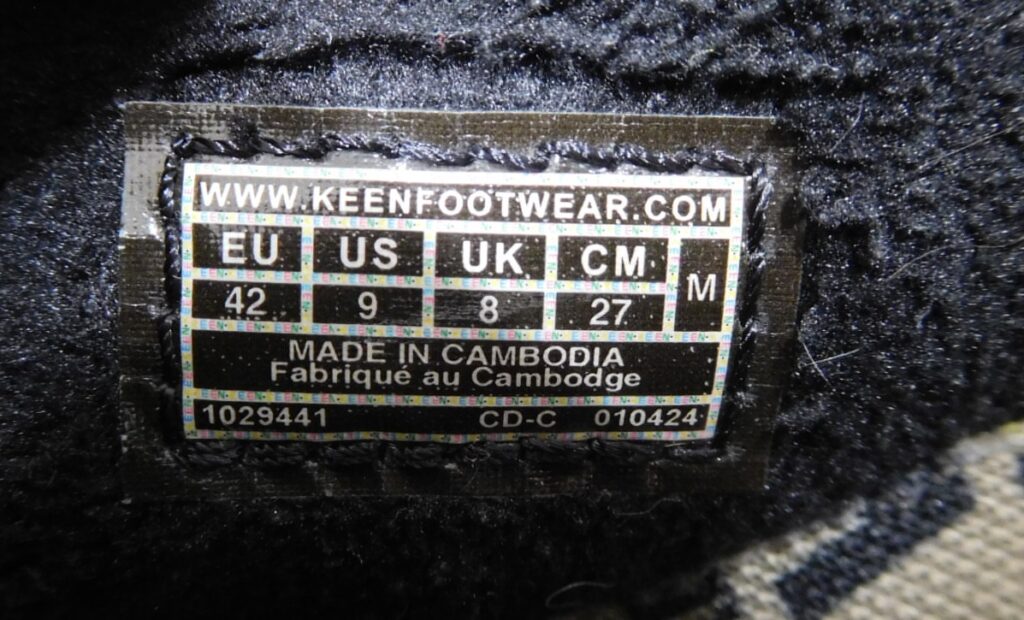 WWW.KEENFOOTWEAR.COM
EU US UK CM M
42 9 8 27
MADE IN CAMBODIA
Fabriqué au Cambodge
1029441 CD-C 010424